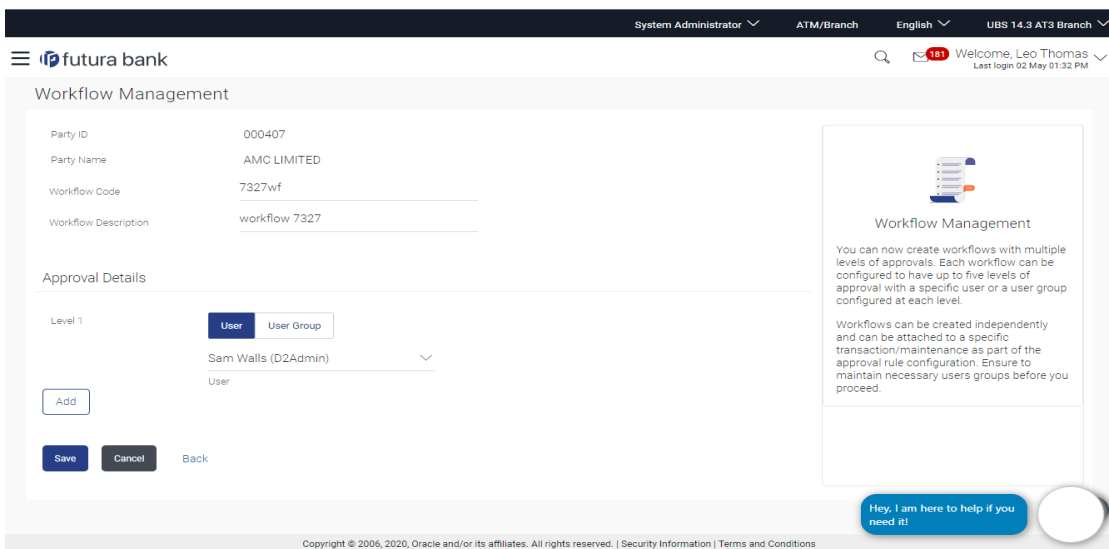 System Administrator ATM/Branch English UBS 14.3 AT3 Branch
futura bank
181
Welcome, Leo Thomas
Last login 02 May 01:32 PM
Workflow Management
Party ID 000407
Party Name AMC LIMITED
Workflow Code 7327wf
Workflow Description workflow 7327
Approval Details
Level 1 User User Group
Sam Walls (D2Admin)
User
Add
Save Cancel Back
Workflow Management
You can now create workflows with multiple
levels of approvals. Each workflow can be
configured to have up to five levels of
approval with a specific user or a user group
configured at each level.
Workflows can be created independently
and can be attached to a specific
transaction/maintenance as part of the
approval rule configuration. Ensure to
maintain necessary users groups before you
proceed.
Hey, I am here to help if you
need it!
Copyright © 2006, 2020, Oracle and/or its affiliates. All rights reserved. | Security Information | Terms and Conditions